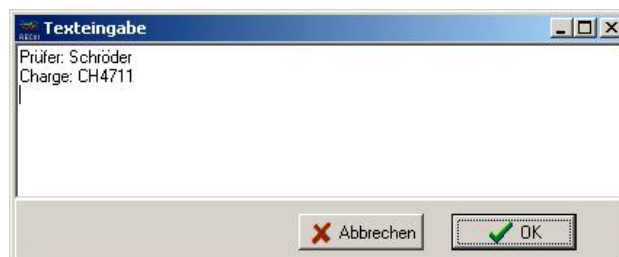 Texteingabe
Prüfer: Schröder
Charge: CH4711
Abbrechen
OK